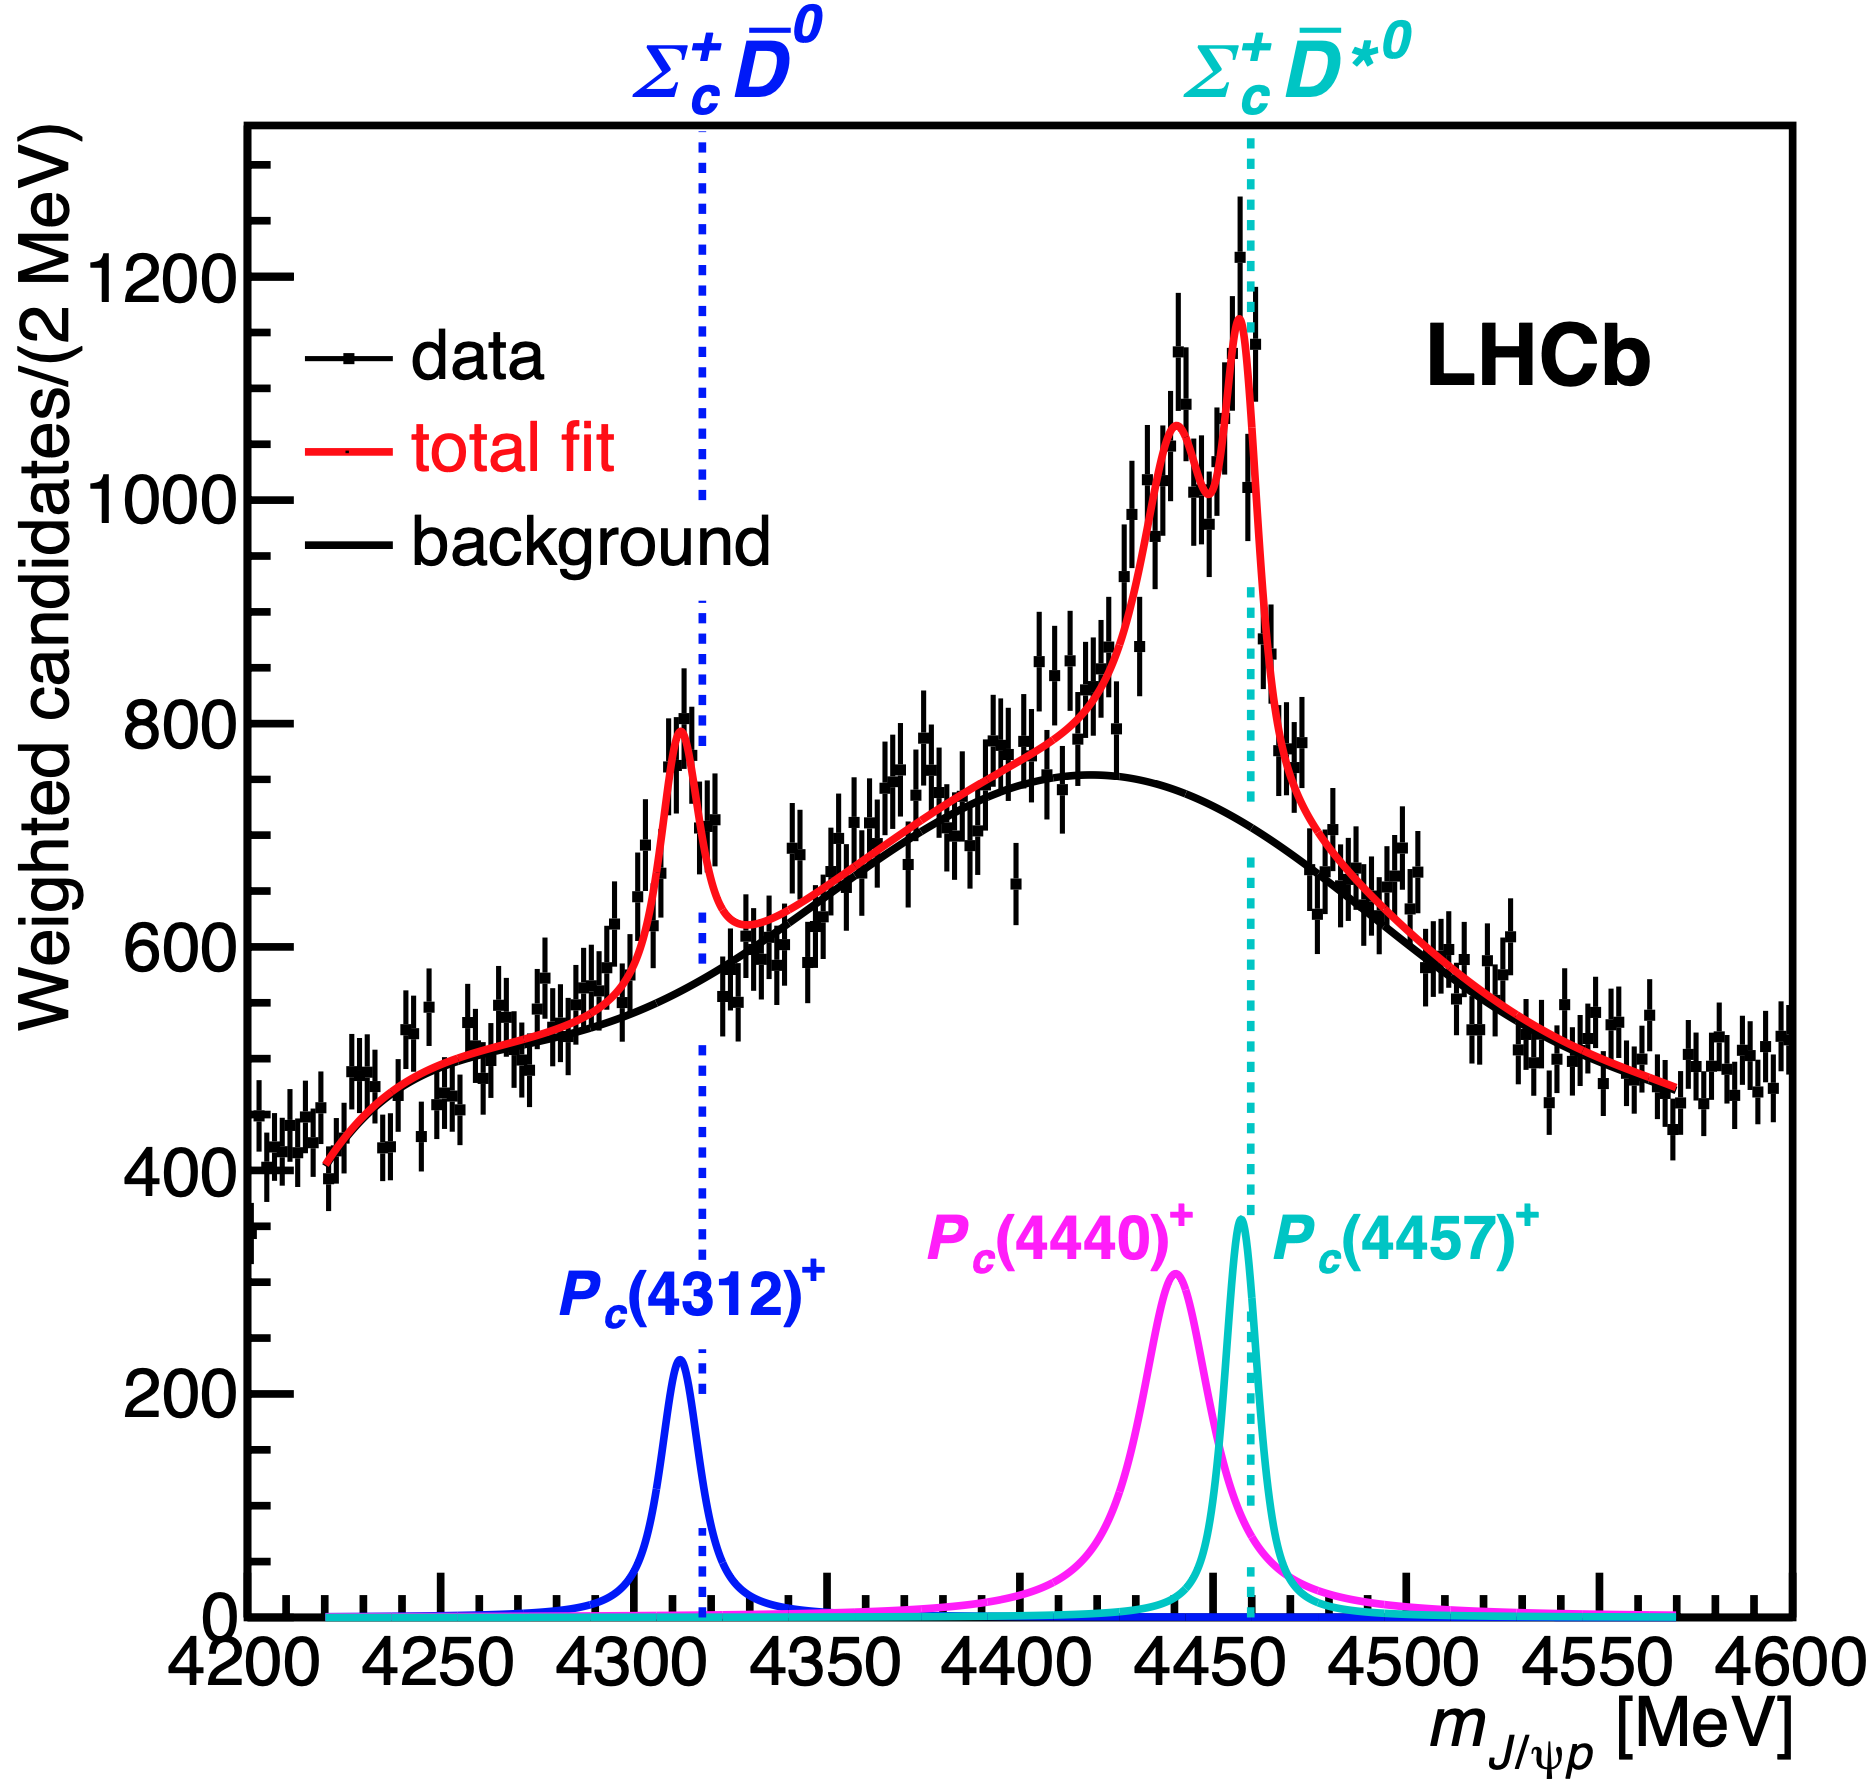 Σc+ D̅0 Σc+ D̅*0
Weighted candidates/(2 MeV)
1200
1000
800
600
400
200
0
data
total fit
background
LHCb
Pc(4312)+
Pc(4440)+
Pc(4457)+
4200 4250 4300 4350 4400 4450 4500 4550 4600
mJ/ψp [MeV]